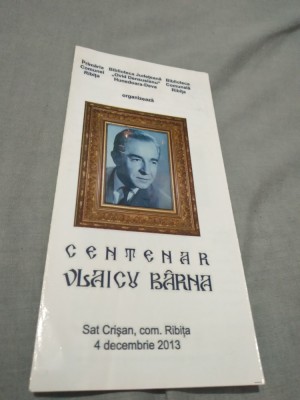 Primăria Comunei Ribița
Biblioteca Județeană „Ovid Densușianu” Hunedoara-Deva
Biblioteca Comunală Ribița
organizează
CENTENAR
VLAICU BÂRNA
Sat Crișan, com. Ribița
4 decembrie 2013